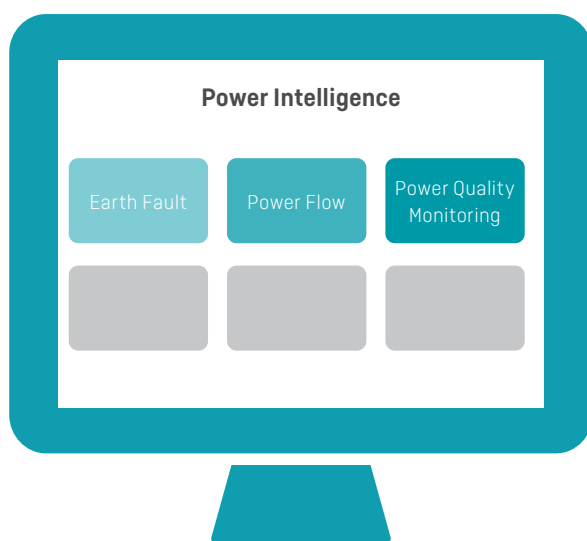 Power Intelligence
Earth Fault
Power Flow
Power Quality
Monitoring